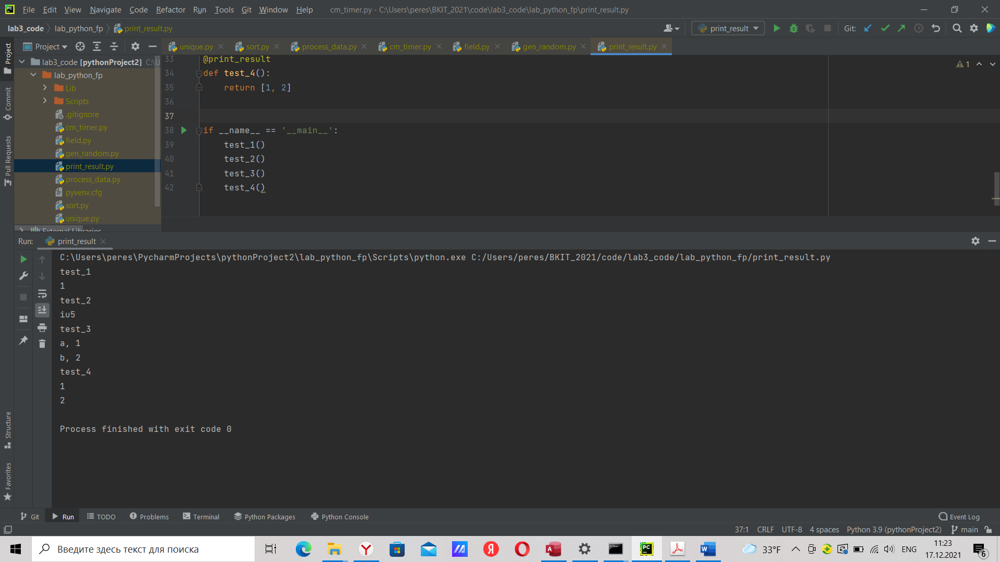 File Edit View Navigate Code Refactor Run Tools Git Window Help cm_timer.py - C:\Users\peres\BKIT_2021\code\lab3_code\lab_python_fp\print_result.py
lab3_code lab_python_fp print_result.py print_result Git:
Project unique.py sort.py process_data.py cm_timer.py field.py gen_random.py print_result.py
Project
Commit
Pull Requests
Structure
Favorites
lab3_code [pythonProject2] C:\U
lab_python_fp
Lib
Scripts
.gitignore
cm_timer.py
field.py
gen_random.py
print_result.py
process_data.py
pyvenv.cfg
sort.py
unique.py
External Libraries
33 @print_result
34 def test_4():
35 return [1, 2]
36
37
38 if __name__ == '__main__':
39 test_1()
40 test_2()
41 test_3()
42 test_4()
1
Run: print_result
C:\Users\peres\PycharmProjects\pythonProject2\lab_python_fp\Scripts\python.exe C:/Users/peres/BKIT_2021/code/lab3_code/lab_python_fp/print_result.py
test_1
1
test_2
iu5
test_3
a, 1
b, 2
test_4
1
2
Process finished with exit code 0
Git Run TODO Problems Terminal Python Packages Python Console Event Log
37:1 CRLF UTF-8 4 spaces Python 3.9 (pythonProject2) main
Введите здесь текст для поиска
33°F ENG
11:23
17.12.2021
6